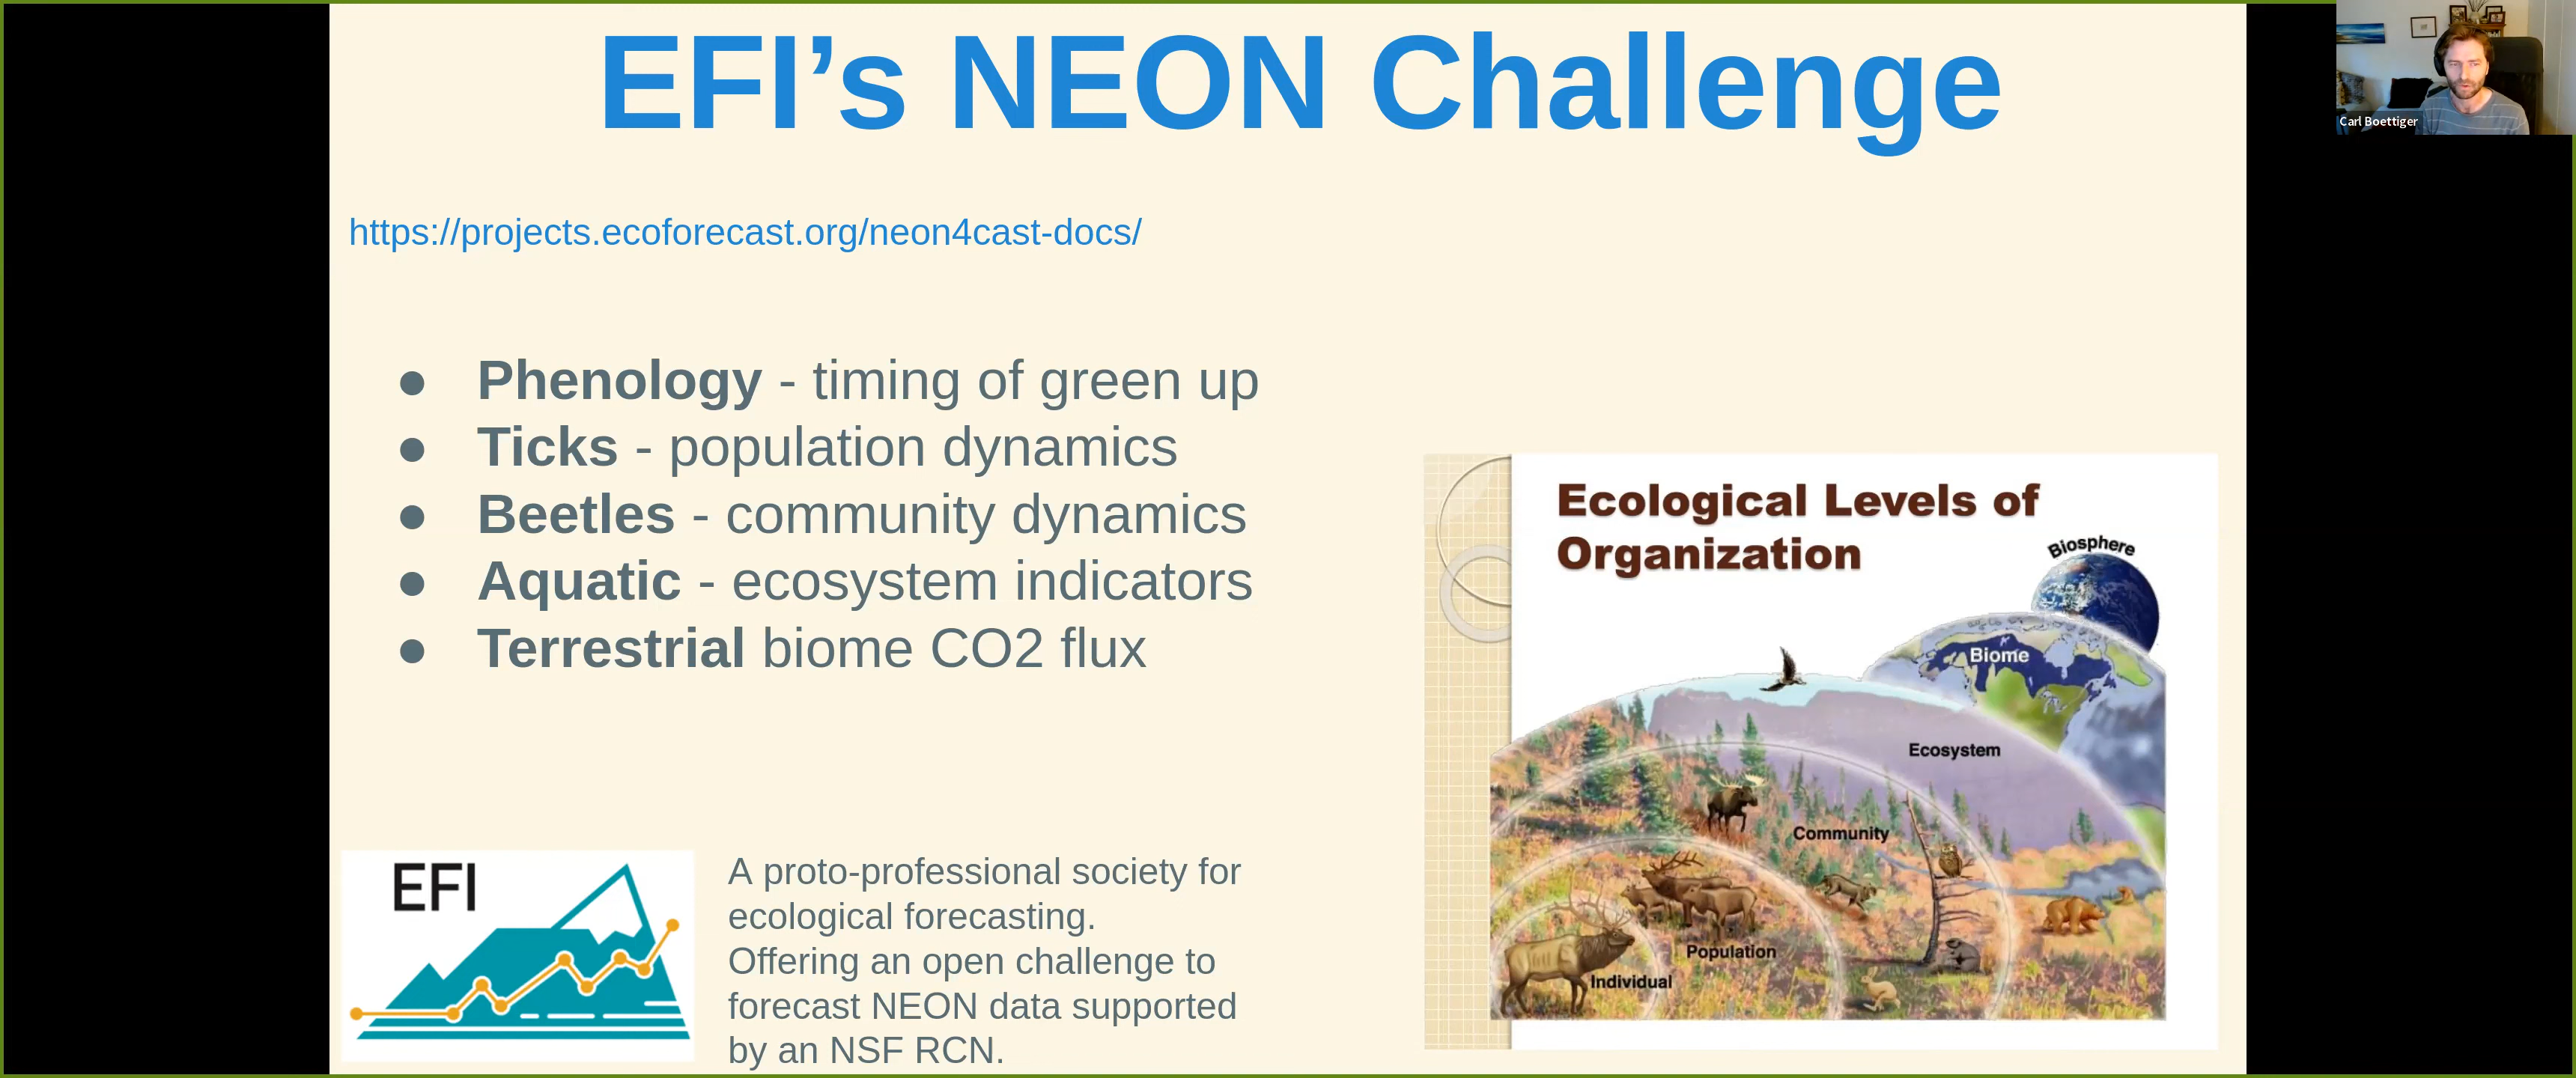 EFI’s NEON Challenge
Carl Boettiger
https://projects.ecoforecast.org/neon4cast-docs/
● Phenology - timing of green up
● Ticks - population dynamics
● Beetles - community dynamics
● Aquatic - ecosystem indicators
● Terrestrial biome CO2 flux
Ecological Levels of
Organization
Biosphere
Biome
Ecosystem
Community
Population
Individual
EFI
A proto-professional society for
ecological forecasting.
Offering an open challenge to
forecast NEON data supported
by an NSF RCN.